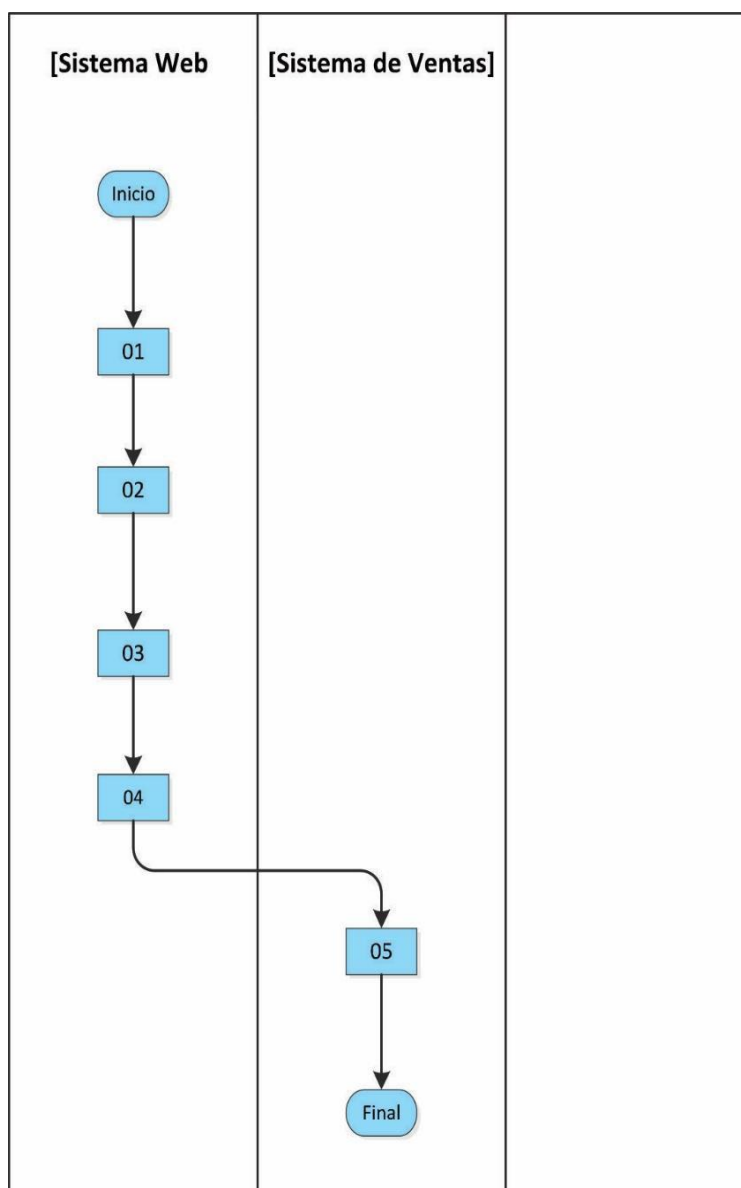 [Sistema Web
[Sistema de Ventas]
Inicio
01
02
03
04
05
Final